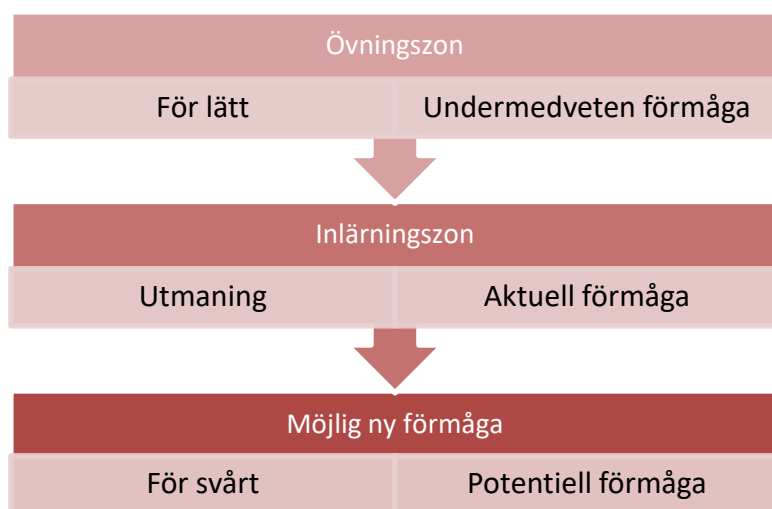 Övningszon
För lätt
Undermedveten förmåga
Inlärningszon
Utmaning
Aktuell förmåga
Möjlig ny förmåga
För svårt
Potentiell förmåga